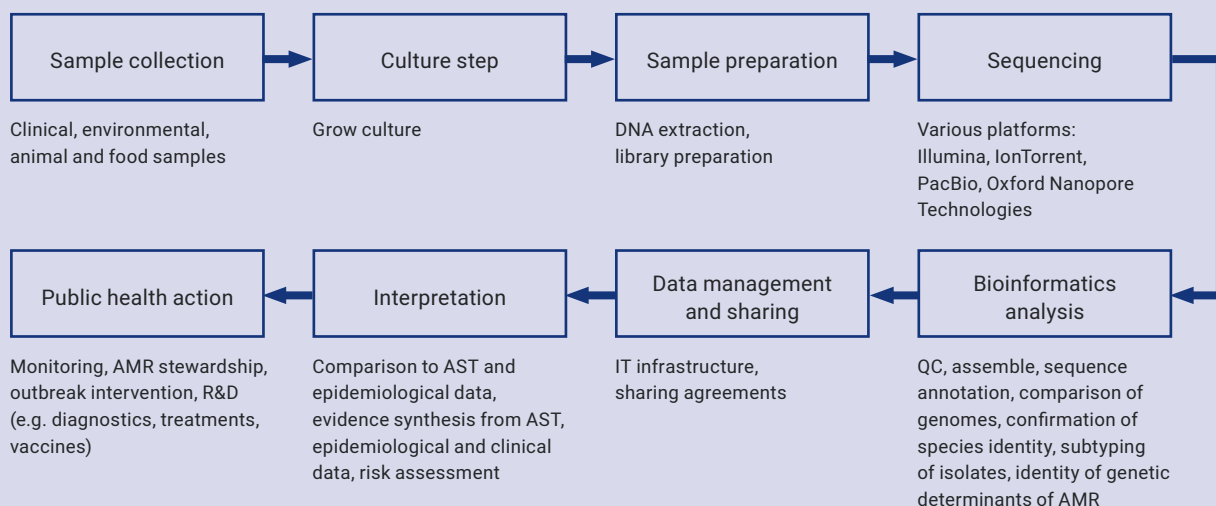 Sample collection
Clinical, environmental,
animal and food samples
Culture step
Grow culture
Sample preparation
DNA extraction,
library preparation
Sequencing
Various platforms:
Illumina, IonTorrent,
PacBio, Oxford Nanopore
Technologies
Bioinformatics
analysis
QC, assemble, sequence
annotation, comparison of
genomes, confirmation of
species identity, subtyping
of isolates, identity of genetic
determinants of AMR
Data management
and sharing
IT infrastructure,
sharing agreements
Interpretation
Comparison to AST and
epidemiological data,
evidence synthesis from AST,
epidemiological and clinical
data, risk assessment
Public health action
Monitoring, AMR stewardship,
outbreak intervention, R&D
(e.g. diagnostics, treatments,
vaccines)